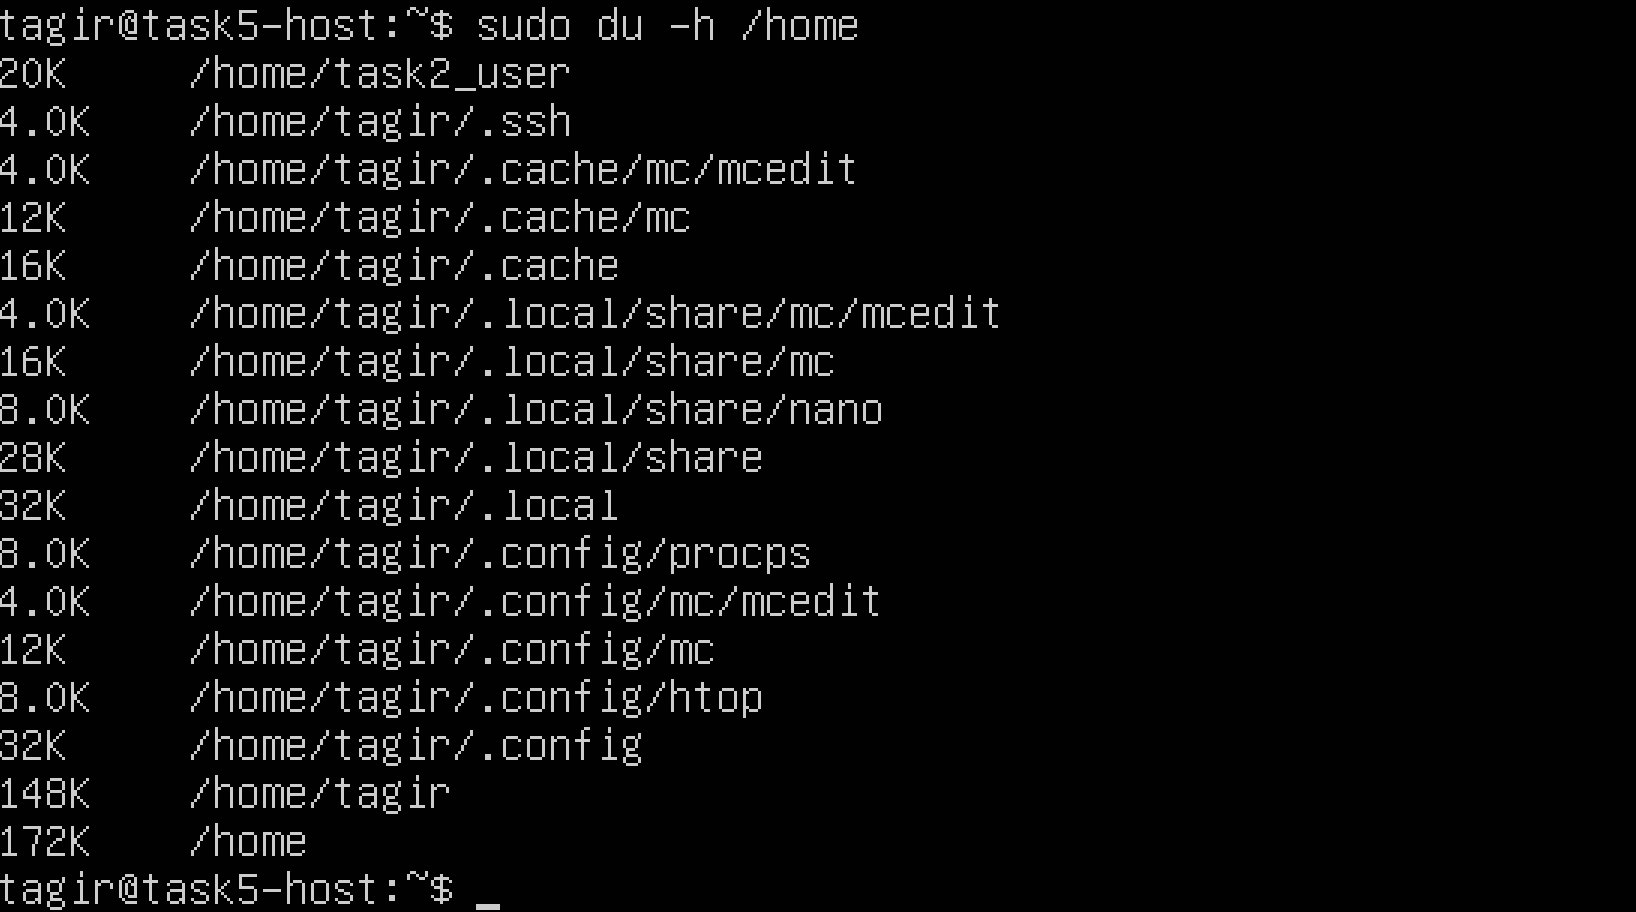 tagir@task5-host:~$ sudo du -h /home
20K	/home/task2_user
4.0K	/home/tagir/.ssh
4.0K	/home/tagir/.cache/mc/mcedit
12K	/home/tagir/.cache/mc
16K	/home/tagir/.cache
4.0K	/home/tagir/.local/share/mc/mcedit
16K	/home/tagir/.local/share/mc
8.0K	/home/tagir/.local/share/nano
28K	/home/tagir/.local/share
32K	/home/tagir/.local
8.0K	/home/tagir/.config/procps
4.0K	/home/tagir/.config/mc/mcedit
12K	/home/tagir/.config/mc
8.0K	/home/tagir/.config/htop
32K	/home/tagir/.config
148K	/home/tagir
172K	/home
tagir@task5-host:~$ _